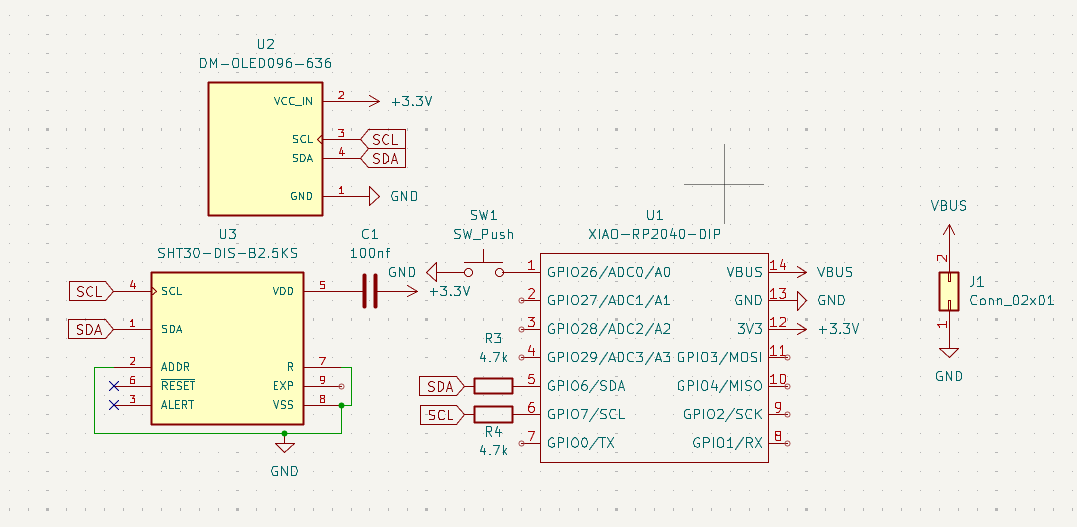 U2
DM-OLED096-636
VCC_IN 2 +3.3V
SCL 3 SCL
SDA 4 SDA
GND 1 GND
U3
SHT30-DIS-B2.5KS
C1
100nf
SCL 4 SCL
VDD 5
+3.3V
SDA 1 SDA
2 ADDR
R 7
6 RESET
EXP 9
3 ALERT
VSS 8
GND
SW1
SW_Push
GND
U1
XIAO-RP2040-DIP
1 GPIO26/ADC0/A0
VBUS 14 VBUS
2 GPIO27/ADC1/A1
GND 13 GND
3 GPIO28/ADC2/A2
3V3 12 +3.3V
R3
4.7k
4 GPIO29/ADC3/A3
GPIO3/MOSI 11
SDA 5 GPIO6/SDA
GPIO4/MISO 10
SCL 6 GPIO7/SCL
GPIO2/SCK 9
R4
4.7k
7 GPIO0/TX
GPIO1/RX 8
VBUS
2
J1
Conn_02x01
1
GND